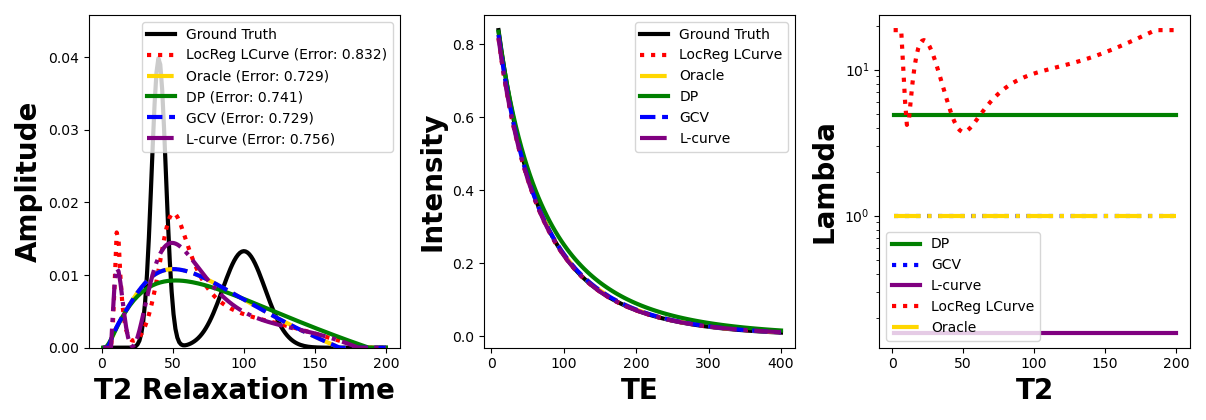 Amplitude
0.04
0.03
0.02
0.01
0.00
0
50
100
150
200
T2 Relaxation Time
Ground Truth
LocReg LCurve (Error: 0.832)
Oracle (Error: 0.729)
DP (Error: 0.741)
GCV (Error: 0.729)
L-curve (Error: 0.756)
Intensity
0.8
0.6
0.4
0.2
0.0
0
100
200
300
400
TE
Ground Truth
LocReg LCurve
Oracle
DP
GCV
L-curve
Lambda
10¹
10⁰
0
50
100
150
200
T2
DP
GCV
L-curve
LocReg LCurve
Oracle